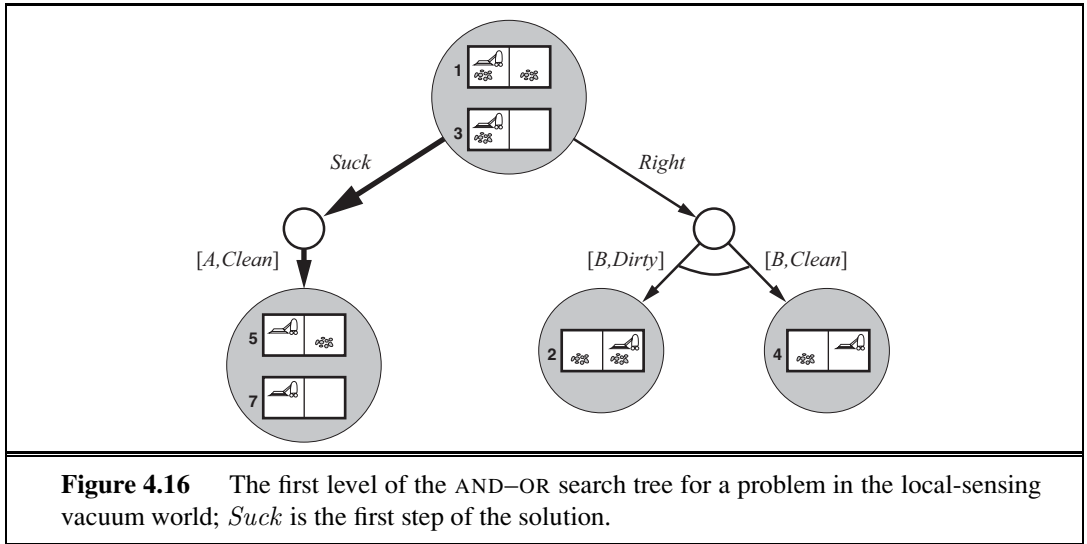 1
3
Suck
Right
[A,Clean]
[B,Dirty]
[B,Clean]
5
2
4
7
Figure 4.16 The first level of the AND–OR search tree for a problem in the local-sensing
vacuum world; Suck is the first step of the solution.